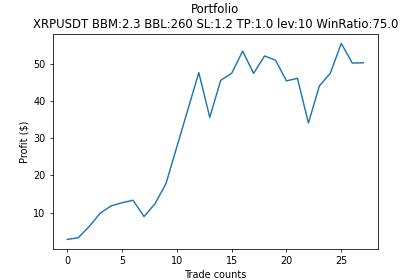 Portfolio
XRPUSDT BBM:2.3 BBL:260 SL:1.2 TP:1.0 lev:10 WinRatio:75.0
50
40
30
20
10
Profit ($)
0 5 10 15 20 25
Trade counts